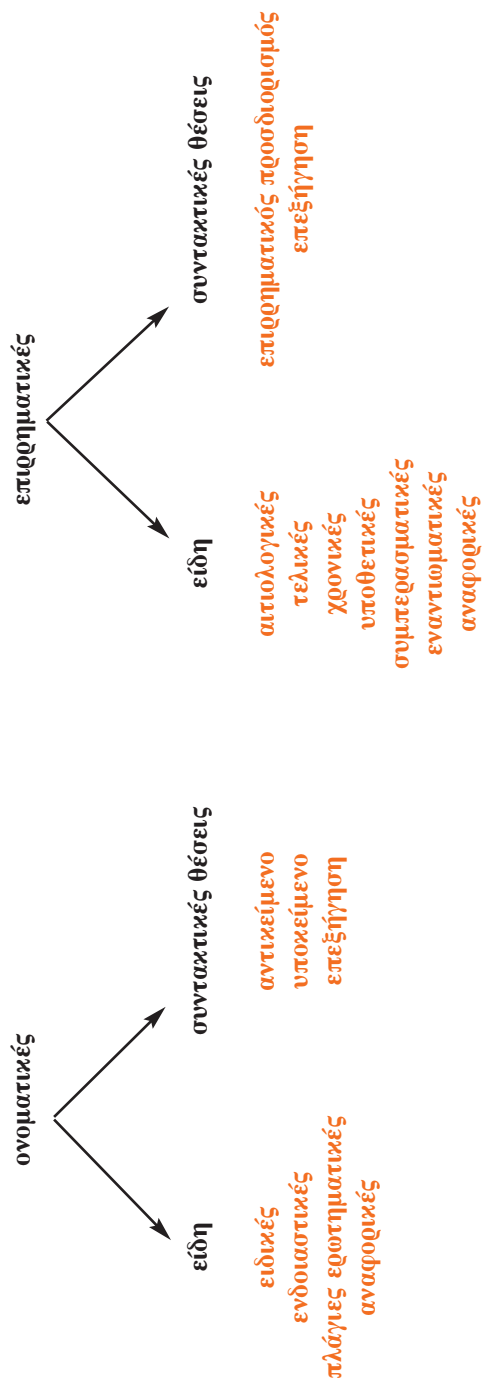 ονοματικές
είδη
ειδικές
ενδοιαστικές
πλάγιες ερωτηματικές
αναφορικές
συντακτικές θέσεις
αντικείμενο
υποκείμενο
επεξήγηση
επιρρηματικές
είδη
αιτιολογικές
τελικές
χρονικές
υποθετικές
συμπερασματικές
εναντιωματικές
αναφορικές
συντακτικές θέσεις
επιρρηματικός προσδιορισμός
επεξήγηση